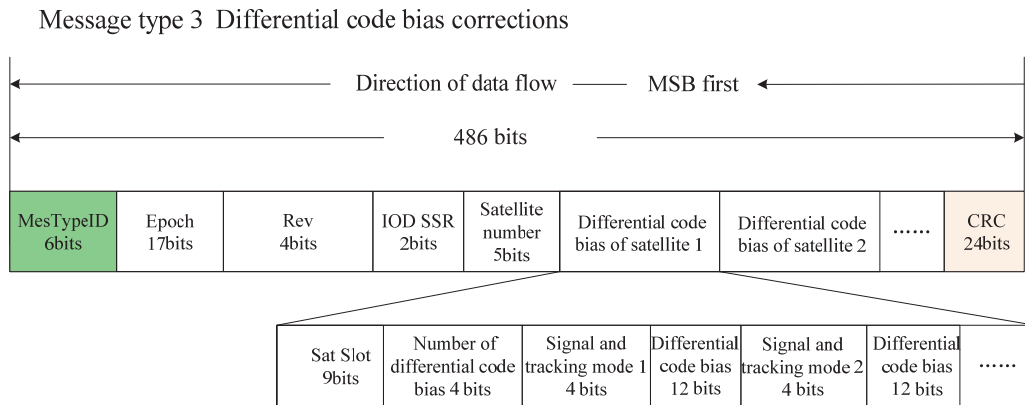 Message type 3 Differential code bias corrections
Direction of data flow
MSB first
486 bits
MesTypeID
6bits
Epoch
17bits
Rev
4bits
IOD SSR
2bits
Satellite
number
5bits
Differential code
bias of satellite 1
Differential code
bias of satellite 2
……
CRC
24bits
Sat Slot
9bits
Number of
differential code
bias 4 bits
Signal and
tracking mode 1
4 bits
Differential
code bias
12 bits
Signal and
tracking mode 2
4 bits
Differential
code bias
12 bits
……